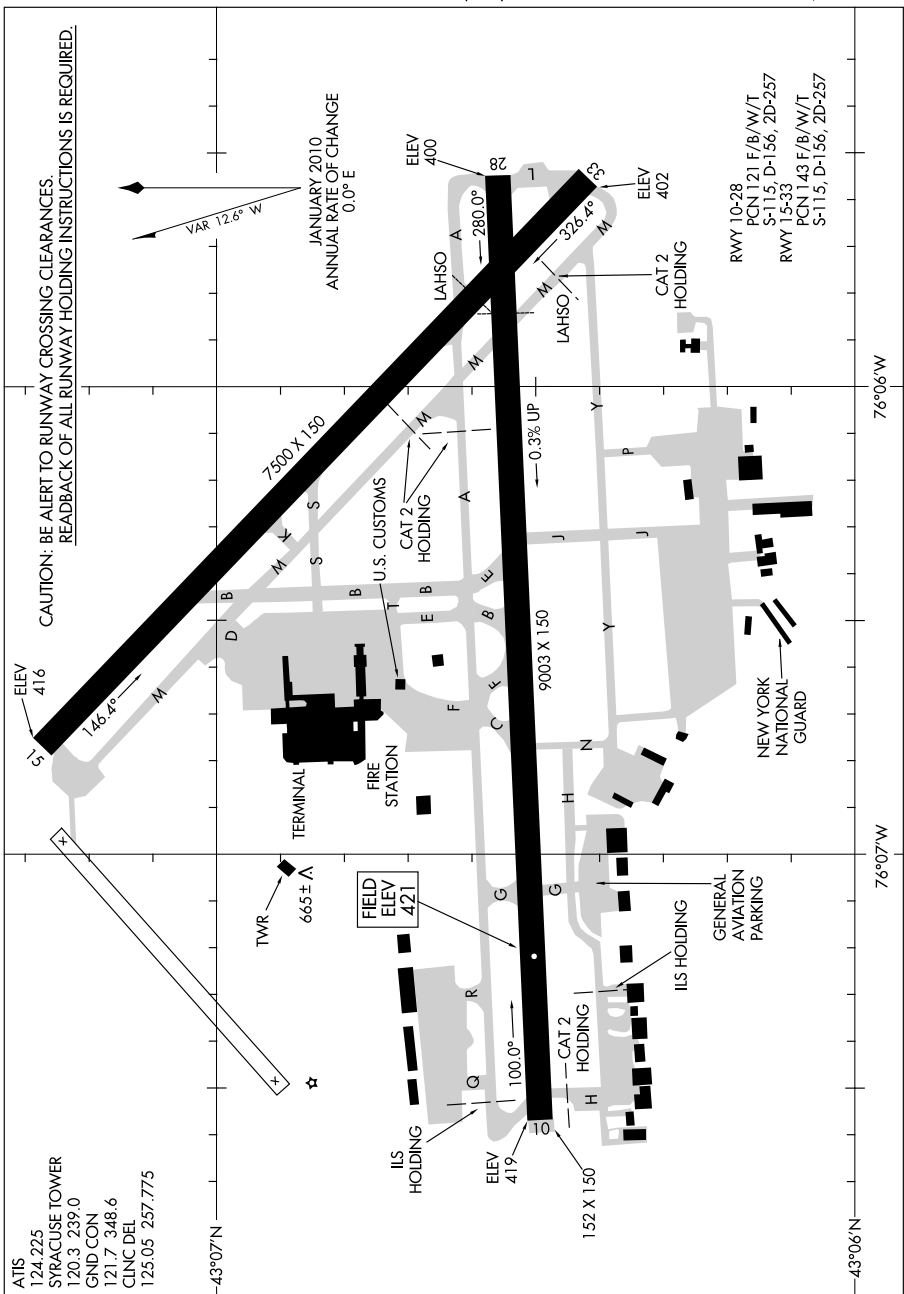 CAUTION: BE ALERT TO RUNWAY CROSSING CLEARANCES.
READBACK OF ALL RUNWAY HOLDING INSTRUCTIONS IS REQUIRED.
ATIS
124.225
SYRACUSE TOWER
120.3 239.0
GND CON
121.7 348.6
CLNC DEL
125.05 257.775
VAR 12.6° W
JANUARY 2010
ANNUAL RATE OF CHANGE
0.0° E
ELEV
416
15
146.4°
M
7500 X 150
D
B
M
K
S
S
B
TERMINAL
FIRE
STATION
TWR
665±
U.S. CUSTOMS
CAT 2
HOLDING
M
M
LAHSO
A
ELEV
400
28
280.0°
L
33
ELEV
402
326.4°
M
M
LAHSO
CAT 2
HOLDING
T
E
B
A
F
B
E
F
C
FIELD
ELEV
421
R
Q
G
100.0°
ILS
HOLDING
ELEV
419
10
152 X 150
CAT 2
HOLDING
H
9003 X 150
0.3% UP
G
H
N
Y
J
J
Y
P
ILS HOLDING
GENERAL
AVIATION
PARKING
NEW YORK
NATIONAL
GUARD
RWY 10-28
PCN 121 F/B/W/T
S-115, D-156, 2D-257
RWY 15-33
PCN 143 F/B/W/T
S-115, D-156, 2D-257
43°07'N
43°06'N
76°07'W
76°06'W
x
x